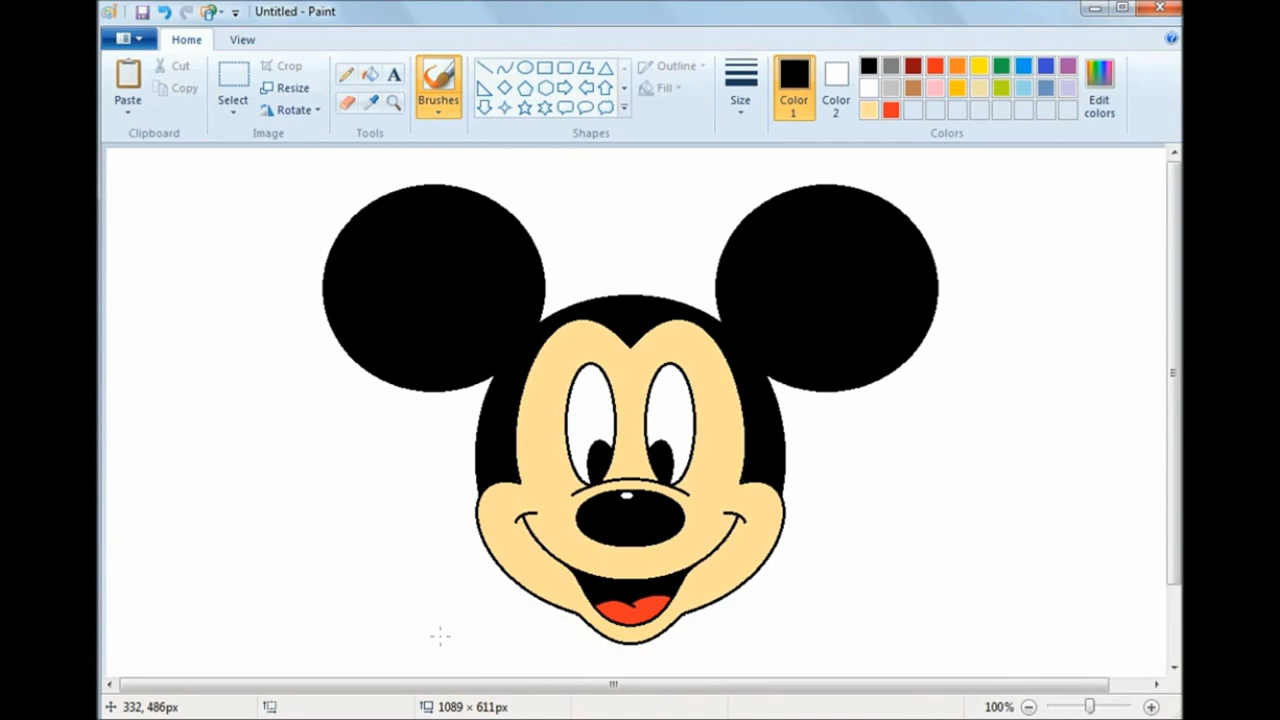 Untitled - Paint
Home View
Paste
Cut
Copy
Clipboard
Select
Crop
Resize
Rotate
Image
A
Tools
Brushes
Outline
Fill
Shapes
Size
Color 1
Color 2
Edit colors
Colors
332, 486px
1089 × 611px
100%